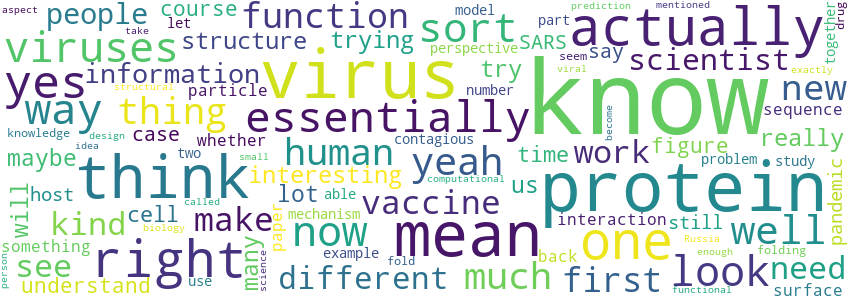 aspect people course function sort actually together drug
take let model part prediction mentioned
viruses structure trying perspective SARS say scientist
yes information virus try seem know new
viral exactly
structural particle number
way thing essentially sequence
knowledge design case whether contagious become figure really
maybe idea two human yeah time work problem study
small interesting computational us pandemic
host think able protein
will kind cell make lot vaccine interaction still well
called mechanism
something biology many paper now mean one Russia surface
see right science example back enough folding
person understand use different fold much first look functional need